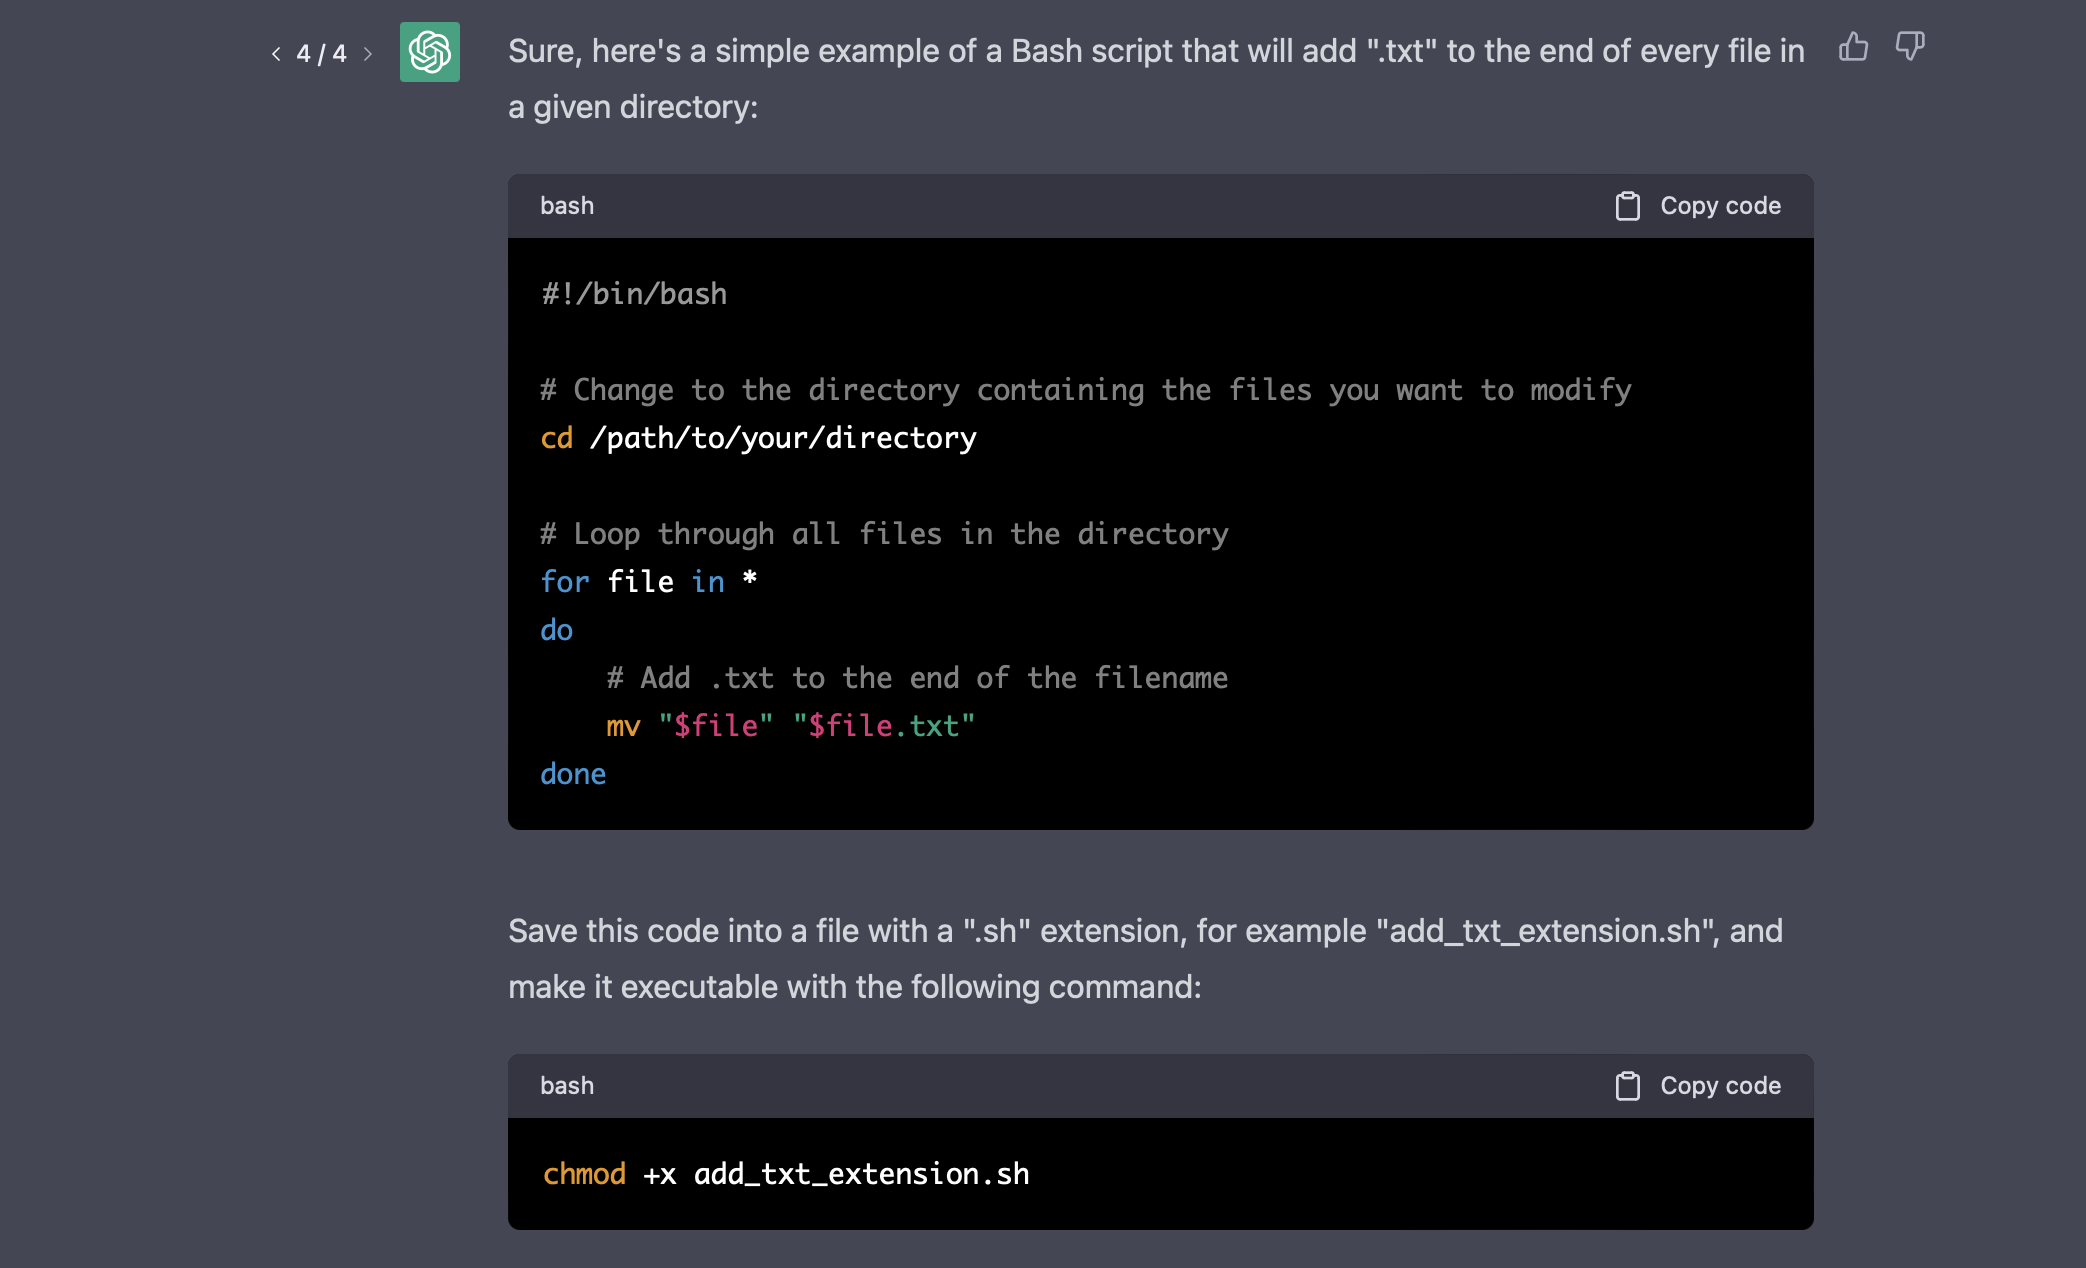 < 4 / 4 >
Sure, here's a simple example of a Bash script that will add ".txt" to the end of every file in
a given directory:
bash
Copy code
#!/bin/bash
# Change to the directory containing the files you want to modify
cd /path/to/your/directory
# Loop through all files in the directory
for file in *
do
    # Add .txt to the end of the filename
    mv "$file" "$file.txt"
done
Save this code into a file with a ".sh" extension, for example "add_txt_extension.sh", and
make it executable with the following command:
bash
Copy code
chmod +x add_txt_extension.sh